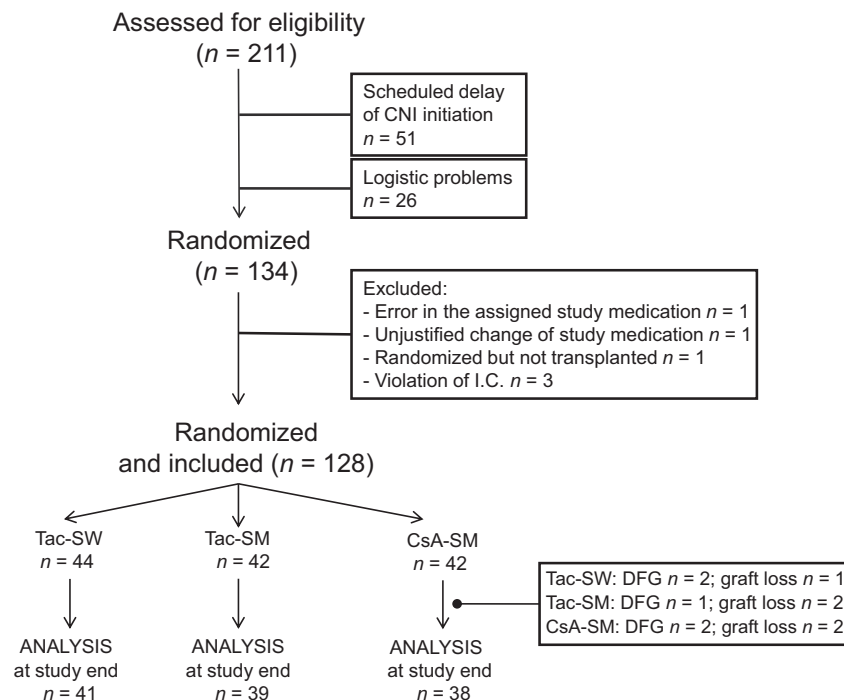 Assessed for eligibility
(n = 211)
Scheduled delay
of CNI initiation
n = 51
Logistic problems
n = 26
Randomized
(n = 134)
Excluded:
- Error in the assigned study medication n = 1
- Unjustified change of study medication n = 1
- Randomized but not transplanted n = 1
- Violation of I.C. n = 3
Randomized
and included (n = 128)
Tac-SW
n = 44
Tac-SM
n = 42
CsA-SM
n = 42
Tac-SW: DFG n = 2; graft loss n = 1
Tac-SM: DFG n = 1; graft loss n = 2
CsA-SM: DFG n = 2; graft loss n = 2
ANALYSIS
at study end
n = 41
ANALYSIS
at study end
n = 39
ANALYSIS
at study end
n = 38